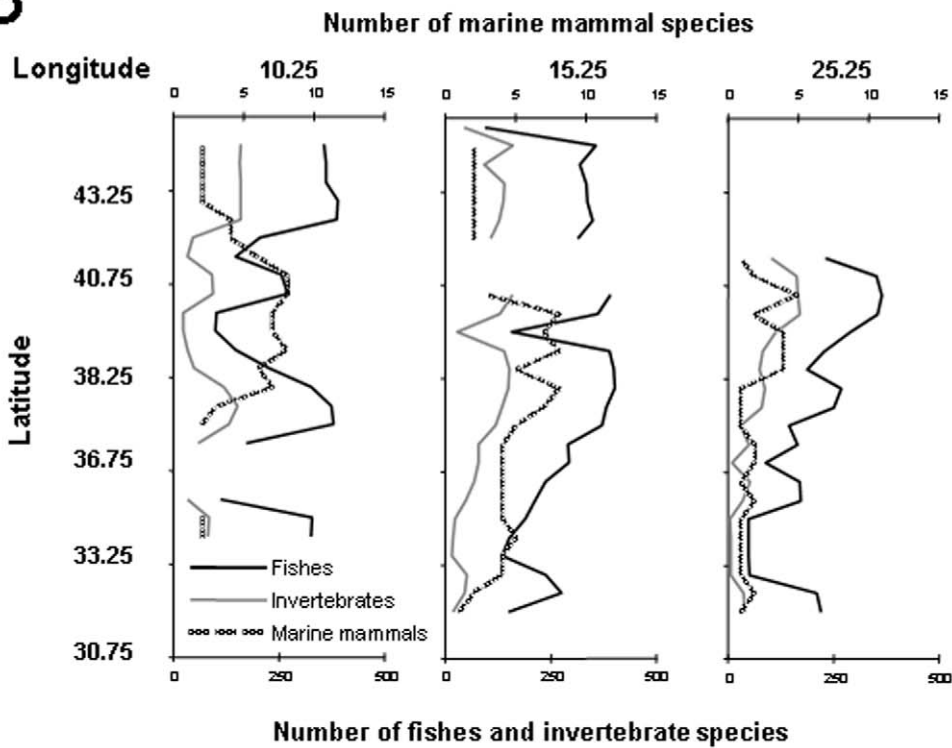 Number of marine mammal species
Longitude 10.25 15.25 25.25
0 5 10 15 0 5 10 15 0 5 10 15
43.25
40.75
38.25
36.75
33.25
30.75
Latitude
Fishes
Invertebrates
Marine mammals
0 250 500 0 250 500 0 250 500
Number of fishes and invertebrate species